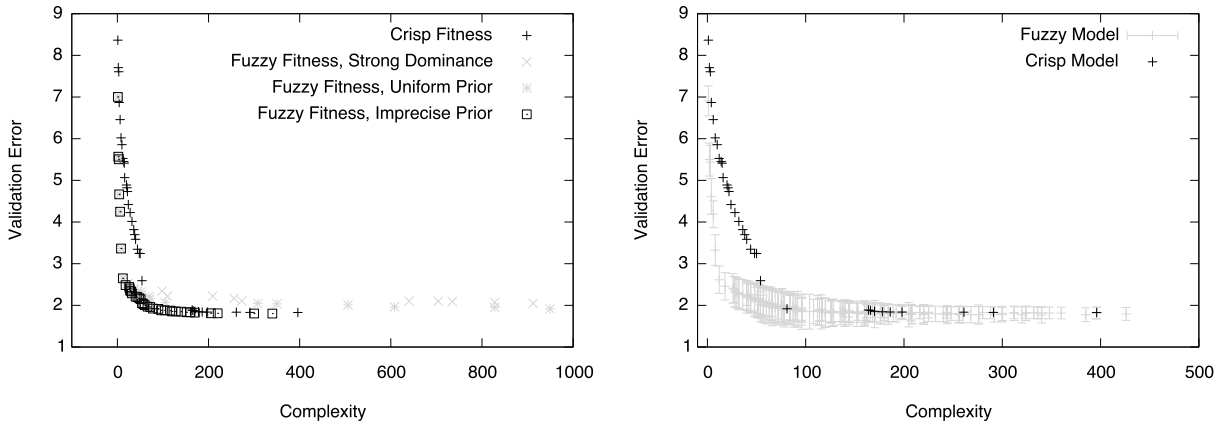 9
8
7
6
5
4
3
2
1
Validation Error
Crisp Fitness
Fuzzy Fitness, Strong Dominance
Fuzzy Fitness, Uniform Prior
Fuzzy Fitness, Imprecise Prior
0 200 400 600 800 1000
Complexity
9
8
7
6
5
4
3
2
1
Validation Error
Fuzzy Model
Crisp Model
0 100 200 300 400 500
Complexity